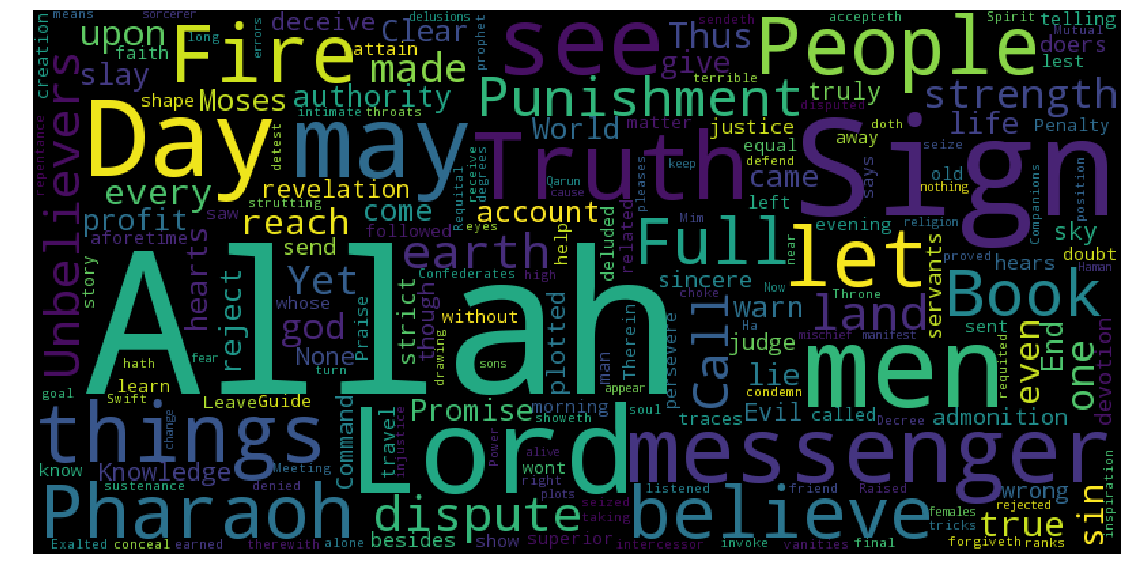 creation
means
sorcerer
upon
faith
long
Fire
errors
deceive
delusions
Clear
attain
made
prophet
see
Thus
give
People
accepteth
Spirit
telling
Mutual
sendeth
doers
lest
Unbelievers
slay
shape
Moses
authority
intimate
throats
Punishment
terrible
disputed
truly
doth
strength
repentance
Day
detest
may
World
matter
justice
equal
defend
away
life
Penalty
seize
Truth
Sign
every
revelation
strutting
Requital
receive
degrees
Qarun
cause
pleases
keep
came
says
old
nothing
position
profit
saw
reach
come
account
eyes
left
evening
religion
Companions
aforetime
hearts
send
followed
earth
help
deluded
related
Mim
Full
near
let
sky
story
reject
Yet
whose
Praise
Confederates
high
sincere
hears
proved
doubt
Haman
Allah
god
strict
though
without
choke
warn
Now
Throne
servants
Book
sent
None
plotted
Therein
persevere
call
Ha
mischief
manifest
land
End
one
hath
fear
turn
drawing
sons
man
judge
men
requited
even
devotion
goal
learn
Swift
Leave
Guide
appear
condemn
lie
things
change
Command
travel
injustice
Promise
morning
showeth
soul
traces
Evil
called
Decree
admonition
Lord
Power
messenger
know
Knowledge
Meeting
alive
wont
right
sustenance
denied
plots
seized
listened
friend
Raised
wrong
inspiration
Pharaoh
dispute
taking
believe
females
rejected
tricks
true
sin
Exalted
conceal
earned
therewith
alone
besides
show
superior
intercessor
invoke
vanities
final
forgiveth
ranks